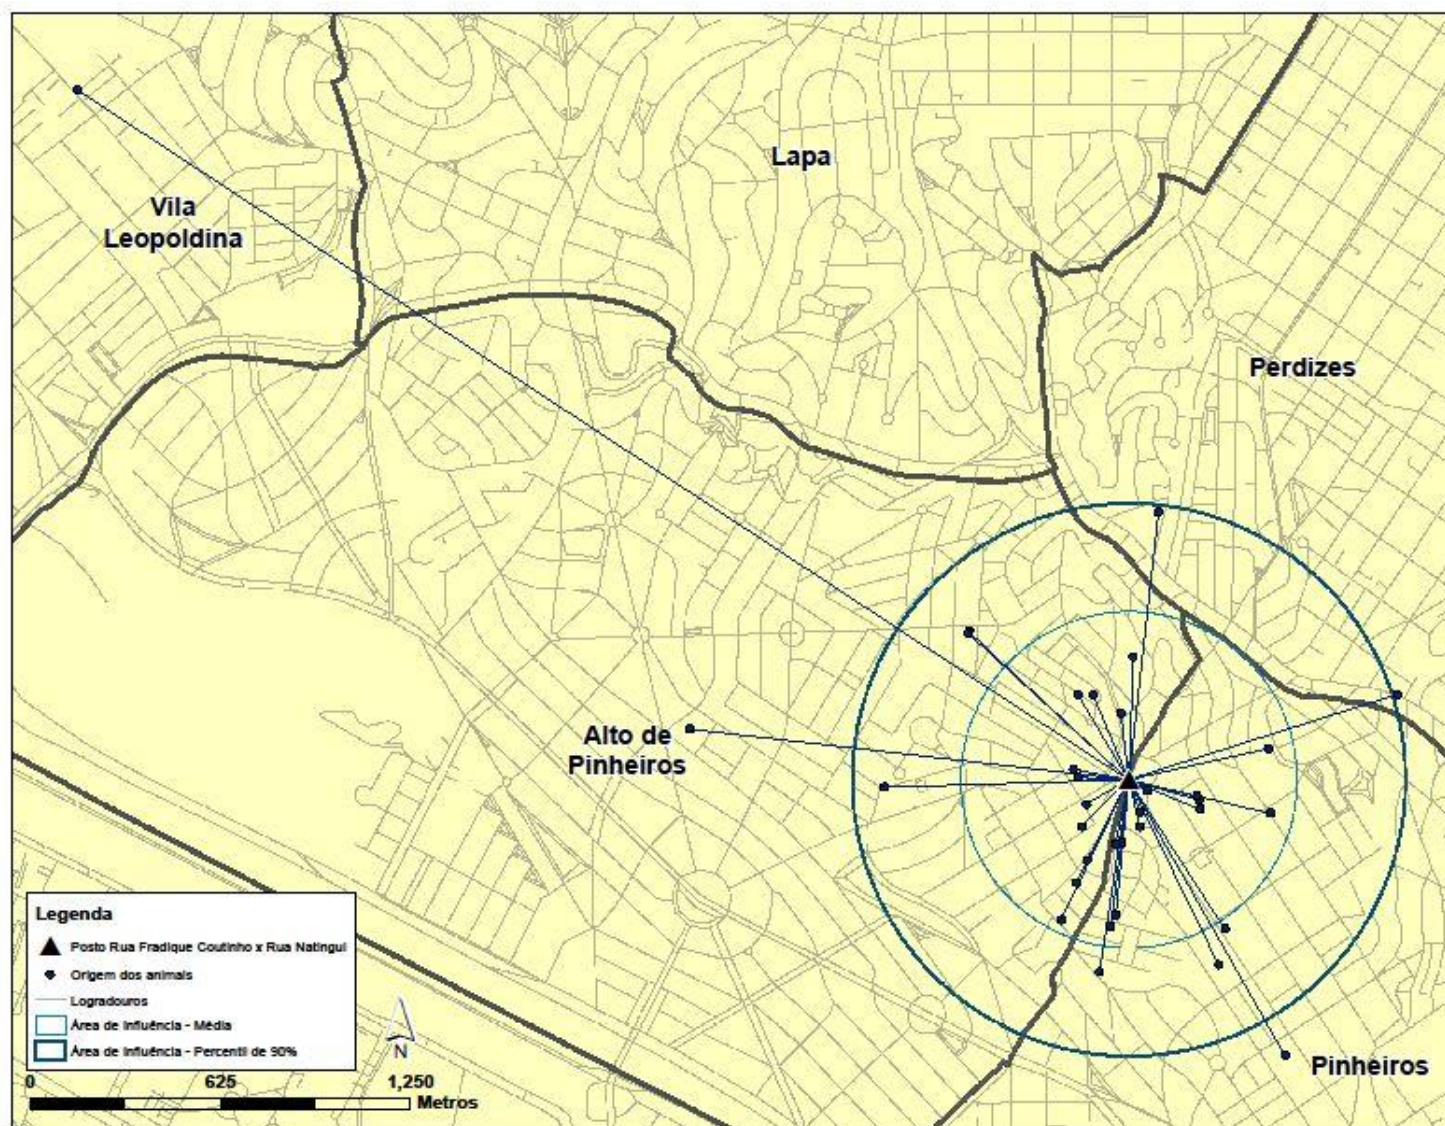 Lapa
Vila
Leopoldina
Perdizes
Alto de
Pinheiros
Pinheiros
Legenda
Posto Rua Fradique Coutinho x Rua Natingui
Origem dos animais
Logradouros
Área de Influência - Média
Área de Influência - Percentil de 90%
N
0 625 1,250
Metros